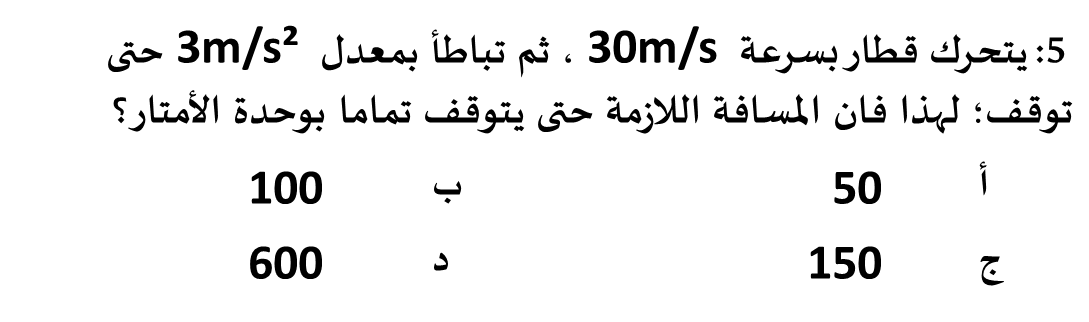 5: يتحرك قطار بسرعة 30m/s ، ثم تباطأ بمعدل 3m/s² حتى
توقف؛ لهذا فان المسافة اللازمة حتى يتوقف تماما بوحدة الأمتار؟
أ 50 ب 100
ج 150 د 600